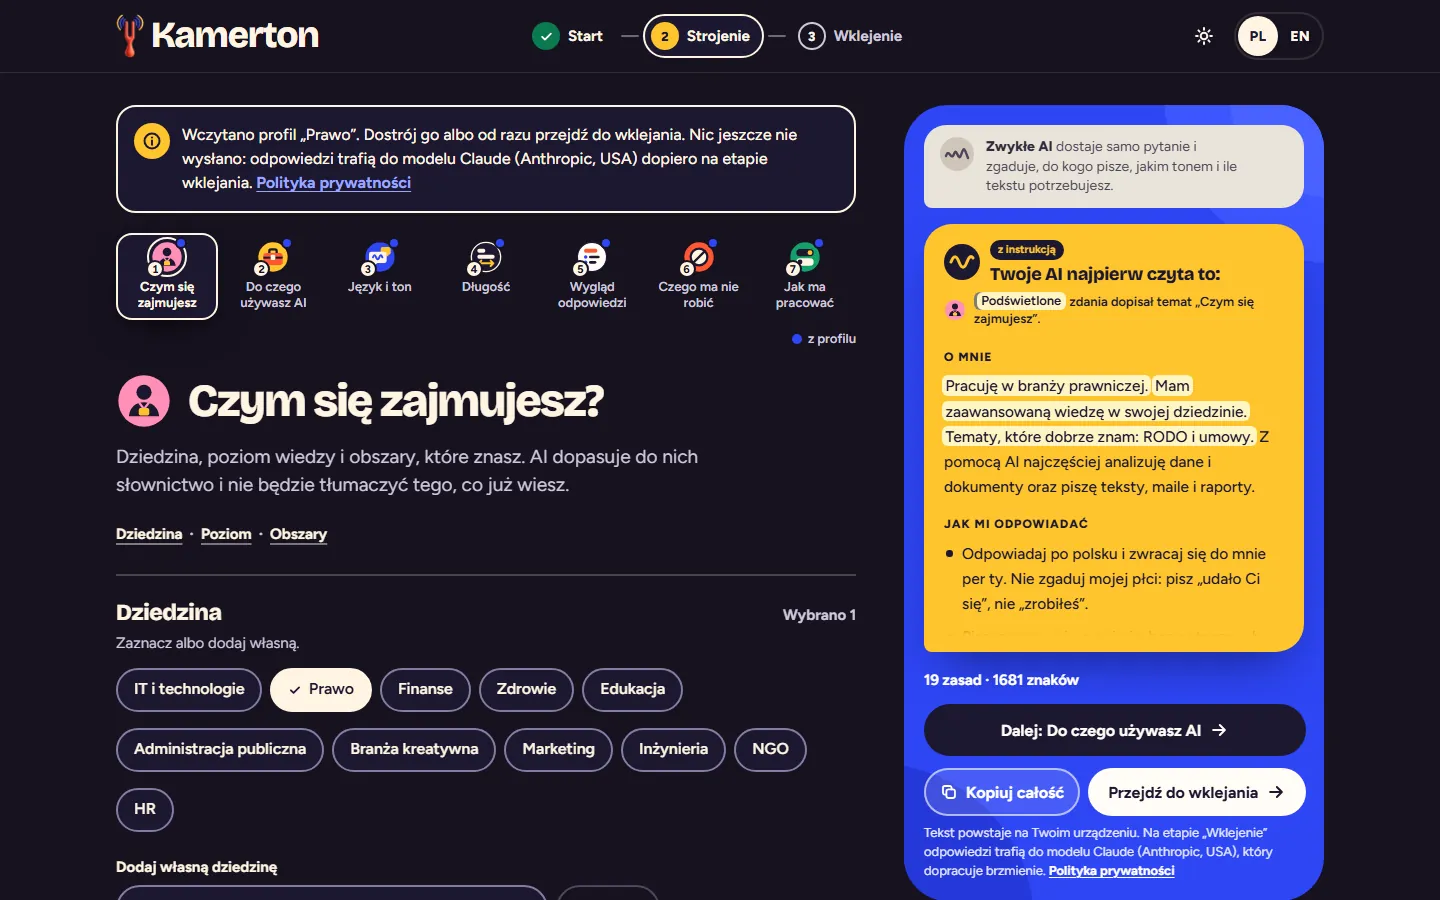 Kamerton
Start
2 Strojenie
3 Wklejenie
PL EN
Wczytano profil „Prawo”. Dostrój go albo od razu przejdź do wklejania. Nic jeszcze nie
wysłano: odpowiedzi trafią do modelu Claude (Anthropic, USA) dopiero na etapie
wklejania. Polityka prywatności
1 Czym się
zajmujesz
2 Do czego
używasz AI
3 Język i ton
4 Długość
5 Wygląd
odpowiedzi
6 Czego ma nie
robić
7 Jak ma
pracować
z profilu
Czym się zajmujesz?
Dziedzina, poziom wiedzy i obszary, które znasz. AI dopasuje do nich
słownictwo i nie będzie tłumaczyć tego, co już wiesz.
Dziedzina · Poziom · Obszary
Dziedzina
Wybrano 1
Zaznacz albo dodaj własną.
IT i technologie Prawo Finanse Zdrowie Edukacja
Administracja publiczna Branża kreatywna Marketing Inżynieria NGO
HR
Dodaj własną dziedzinę
Zwykłe AI dostaje samo pytanie i
zgaduje, do kogo pisze, jakim tonem i ile
tekstu potrzebujesz.
z instrukcją
Twoje AI najpierw czyta to:
Podświetlone zdania dopisał temat „Czym się
zajmujesz”.
O MNIE
Pracuję w branży prawniczej. Mam
zaawansowaną wiedzę w swojej dziedzinie.
Tematy, które dobrze znam: RODO i umowy. Z
pomocą AI najczęściej analizuję dane i
dokumenty oraz piszę teksty, maile i raporty.
JAK MI ODPOWIADAĆ
Odpowiadaj po polsku i zwracaj się do mnie
per ty. Nie zgaduj mojej płci: pisz „udało Ci
się”, nie „zrobiłeś”.
19 zasad · 1681 znaków
Dalej: Do czego używasz AI
Kopiuj całość
Przejdź do wklejania
Tekst powstaje na Twoim urządzeniu. Na etapie „Wklejenie”
odpowiedzi trafią do modelu Claude (Anthropic, USA), który
dopracuje brzmienie. Polityka prywatności